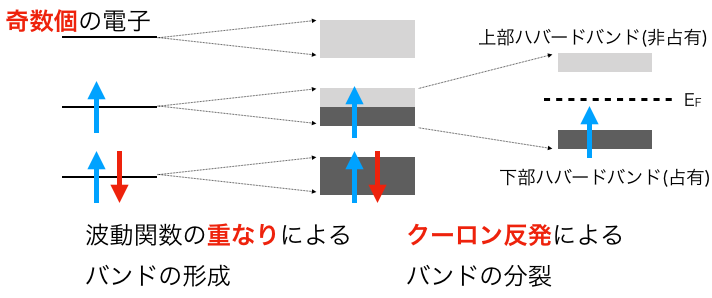 奇数個の電子
上部ハバードバンド(非占有)
EF
下部ハバードバンド(占有)
波動関数の重なりによる
バンドの形成
クーロン反発による
バンドの分裂